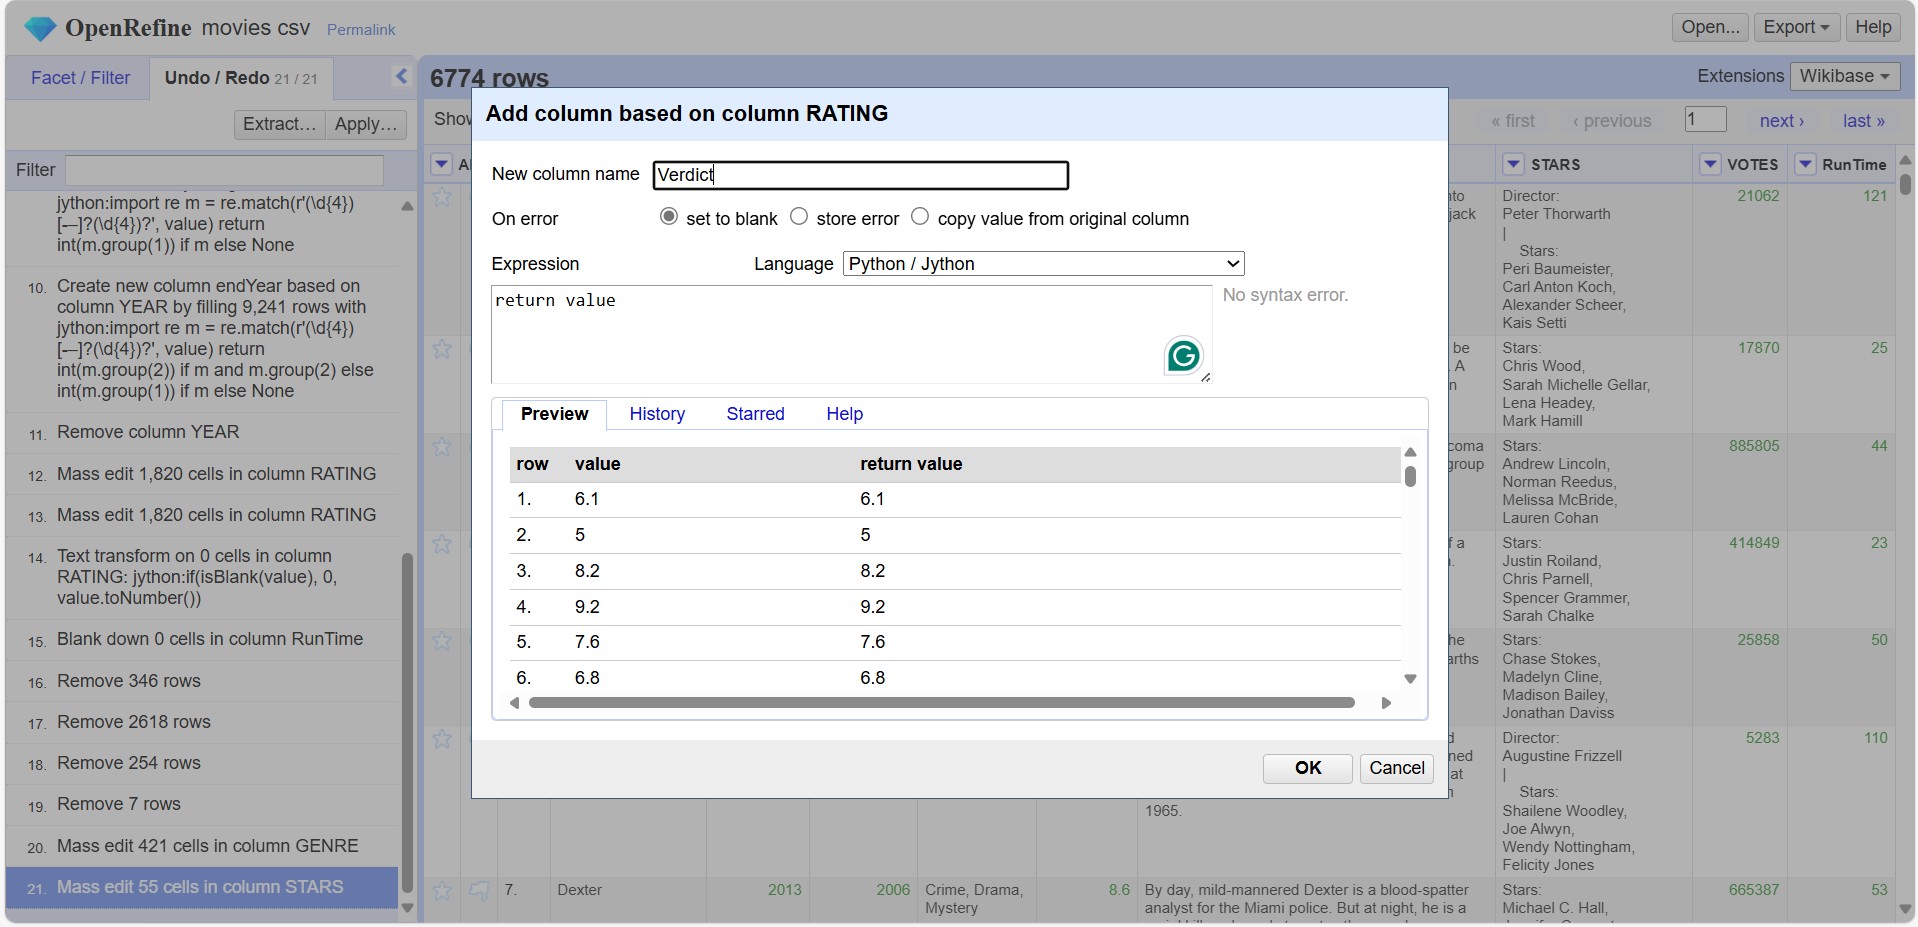 OpenRefine movies csv Permalink
Open... Export Help
Facet / Filter Undo / Redo 21 / 21
6774 rows
Extensions Wikibase
Extract... Apply...
« first ‹ previous 1 next › last »
Filter
jython:import re m = re.match(r'(\d{4})
[-–]?(\d{4})?', value) return
int(m.group(1)) if m else None
10. Create new column endYear based on
column YEAR by filling 9,241 rows with
jython:import re m = re.match(r'(\d{4})
[-–]?(\d{4})?', value) return
int(m.group(2)) if m and m.group(2) else
int(m.group(1)) if m else None
11. Remove column YEAR
12. Mass edit 1,820 cells in column RATING
13. Mass edit 1,820 cells in column RATING
14. Text transform on 0 cells in column
RATING: jython:if(isBlank(value), 0,
value.toNumber())
15. Blank down 0 cells in column RunTime
16. Remove 346 rows
17. Remove 2618 rows
18. Remove 254 rows
19. Remove 7 rows
20. Mass edit 421 cells in column GENRE
21. Mass edit 55 cells in column STARS
Add column based on column RATING
New column name Verdict
On error set to blank store error copy value from original column
Expression Language Python / Jython
return value
No syntax error.
Preview History Starred Help
row value return value
1. 6.1 6.1
2. 5 5
3. 8.2 8.2
4. 9.2 9.2
5. 7.6 7.6
6. 6.8 6.8
OK Cancel
STARS VOTES RunTime
Director: 21062 121
Peter Thorwarth
|
Stars:
Peri Baumeister,
Carl Anton Koch,
Alexander Scheer,
Kais Setti
be Stars: 17870 25
A Chris Wood,
Sarah Michelle Gellar,
Lena Headey,
Mark Hamill
coma Stars: 885805 44
group Andrew Lincoln,
Norman Reedus,
Melissa McBride,
Lauren Cohan
f a Stars: 414849 23
Justin Roiland,
Chris Parnell,
Spencer Grammer,
Sarah Chalke
Stars: 25858 50
Chase Stokes,
Madelyn Cline,
Madison Bailey,
Jonathan Daviss
Director: 5283 110
Augustine Frizzell
at |
Stars:
1965. Shailene Woodley,
Joe Alwyn,
Wendy Nottingham,
Felicity Jones
7. Dexter 2013 2006 Crime, Drama, 8.6 By day, mild-mannered Dexter is a blood-spatter Stars: 665387 53
Mystery analyst for the Miami police. But at night, he is a Michael C. Hall,